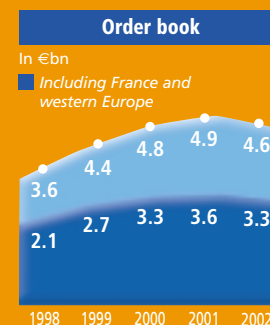 Order book
In €bn
Including France and
western Europe
3.6 4.4 4.8 4.9 4.6
2.1 2.7 3.3 3.6 3.3
1998 1999 2000 2001 2002